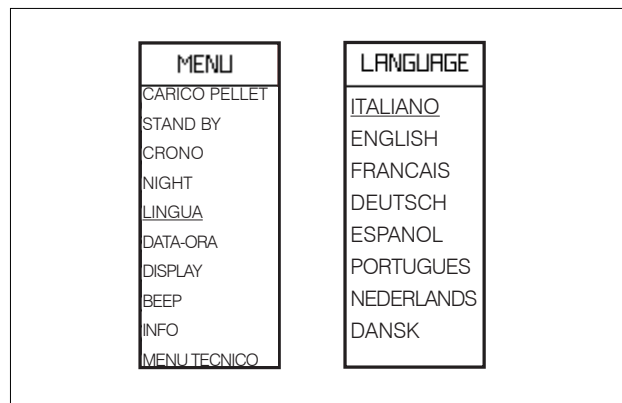 MENU
CARICO PELLET
STAND BY
CRONO
NIGHT
LINGUA
DATA-ORA
DISPLAY
BEEP
INFO
MENU TECNICO
LANGUAGE
ITALIANO
ENGLISH
FRANCAIS
DEUTSCH
ESPANOL
PORTUGUES
NEDERLANDS
DANSK